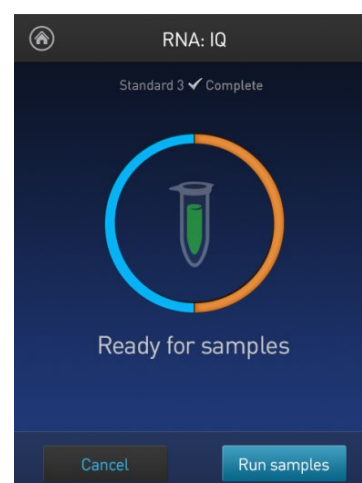 RNA: IQ
Standard 3 ✔ Complete
Ready for samples
Cancel
Run samples